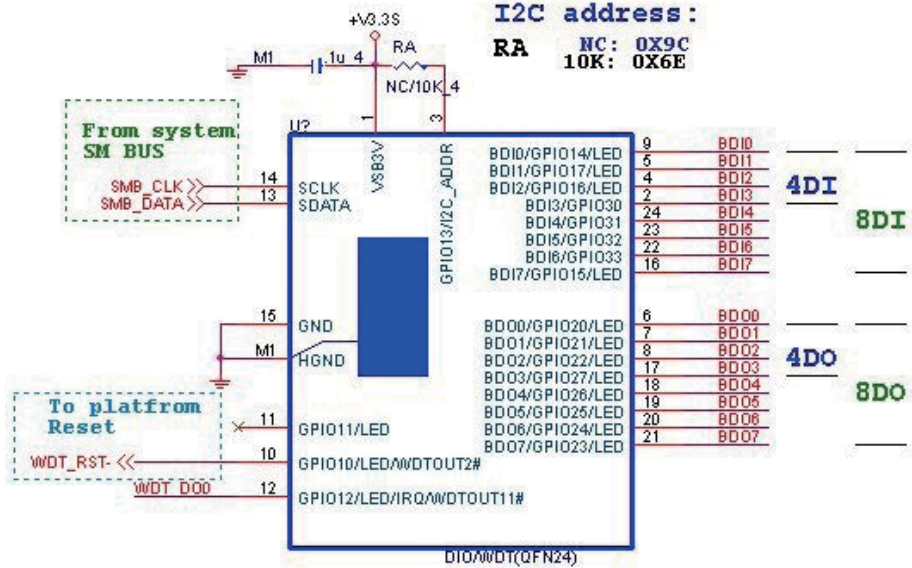 I2C address:
RA NC: 0X9C
10K: 0X6E
+V3.3S
M1 .1u_4 RA
NC/10K_4
From system
SM BUS
SMB_CLK
SMB_DATA
U?
1
3
VSB3V
GPIO13/I2C_ADDR
14 SCLK
13 SDATA
15 GND
M1 HGND
To platfrom
Reset
11 GPIO11/LED
WDT_RST- 10 GPIO10/LED/WDTOUT2#
WDT_DO0 12 GPIO12/LED/IRQ/WDTOUT11#
BDI0/GPIO14/LED 9 BDI0
BDI1/GPIO17/LED 5 BDI1
BDI2/GPIO16/LED 4 BDI2
BDI3/GPIO30 2 BDI3
BDI4/GPIO31 24 BDI4
BDI5/GPIO32 23 BDI5
BDI6/GPIO33 22 BDI6
BDI7/GPIO15/LED 16 BDI7
4DI
8DI
BDO0/GPIO20/LED 6 BDO0
BDO1/GPIO21/LED 7 BDO1
BDO2/GPIO22/LED 8 BDO2
BDO3/GPIO27/LED 17 BDO3
BDO4/GPIO26/LED 18 BDO4
BDO5/GPIO25/LED 19 BDO5
BDO6/GPIO24/LED 20 BDO6
BDO7/GPIO23/LED 21 BDO7
4DO
8DO
DIO/WDT(QFN24)